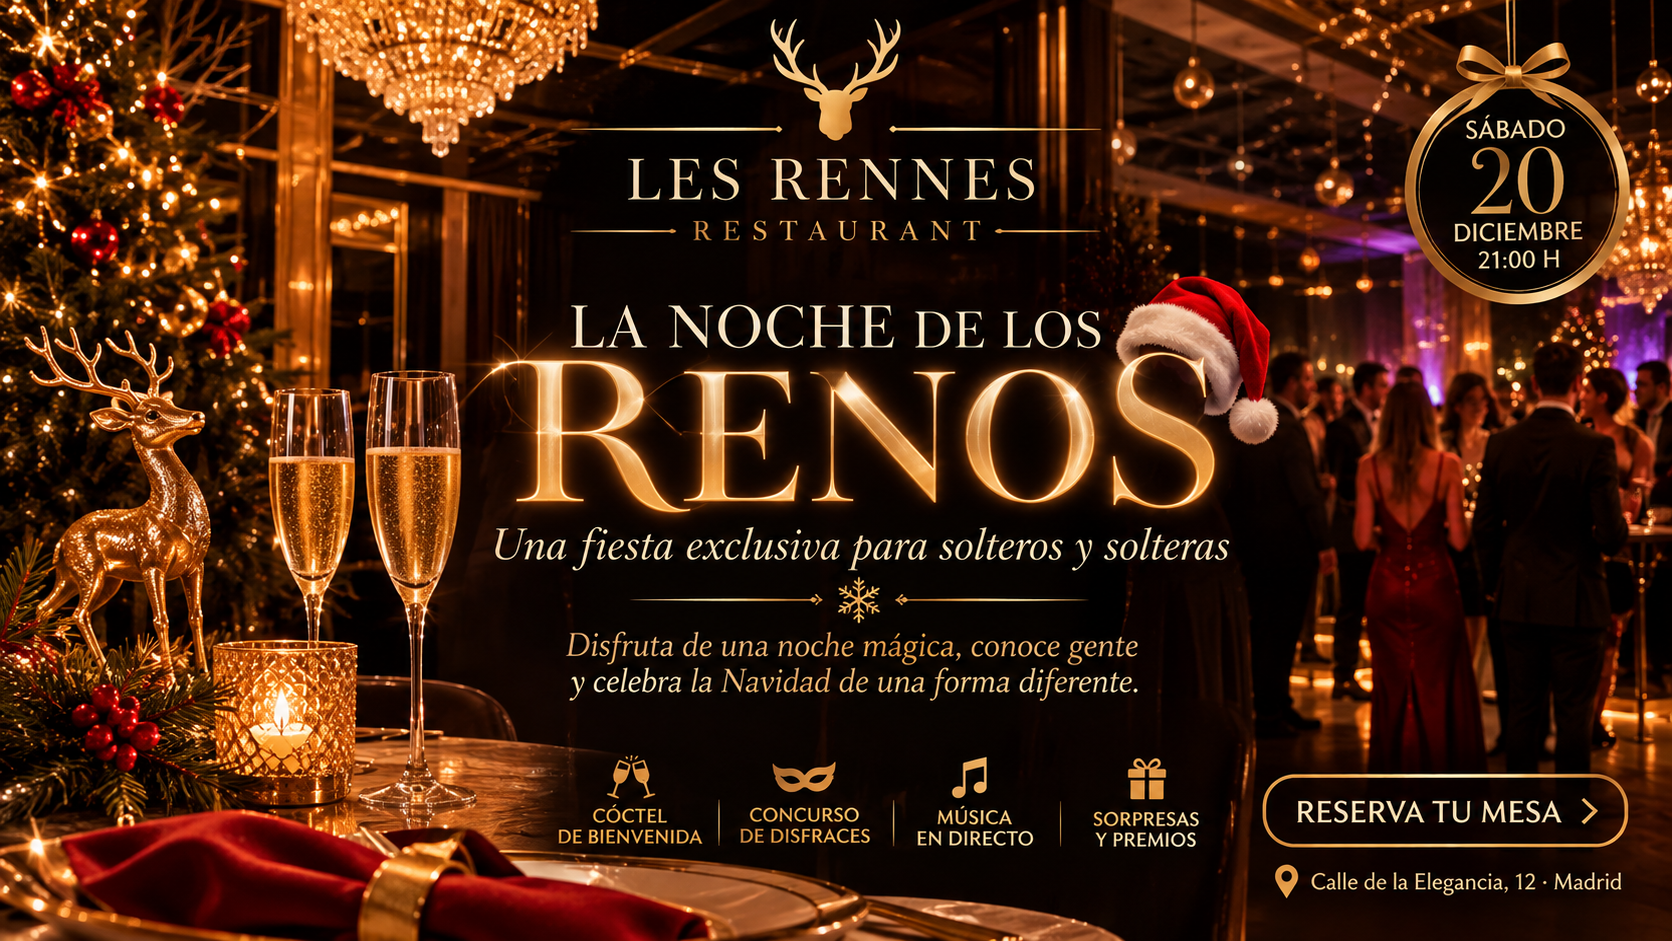 LES RENNES
RESTAURANT
SÁBADO
20
DICIEMBRE
21:00 H
LA NOCHE DE LOS
RENOS
Una fiesta exclusiva para solteros y solteras
Disfruta de una noche mágica, conoce gente
y celebra la Navidad de una forma diferente.
CÓCTEL
DE BIENVENIDA
CONCURSO
DE DISFRACES
MÚSICA
EN DIRECTO
SORPRESAS
Y PREMIOS
RESERVA TU MESA
Calle de la Elegancia, 12 · Madrid